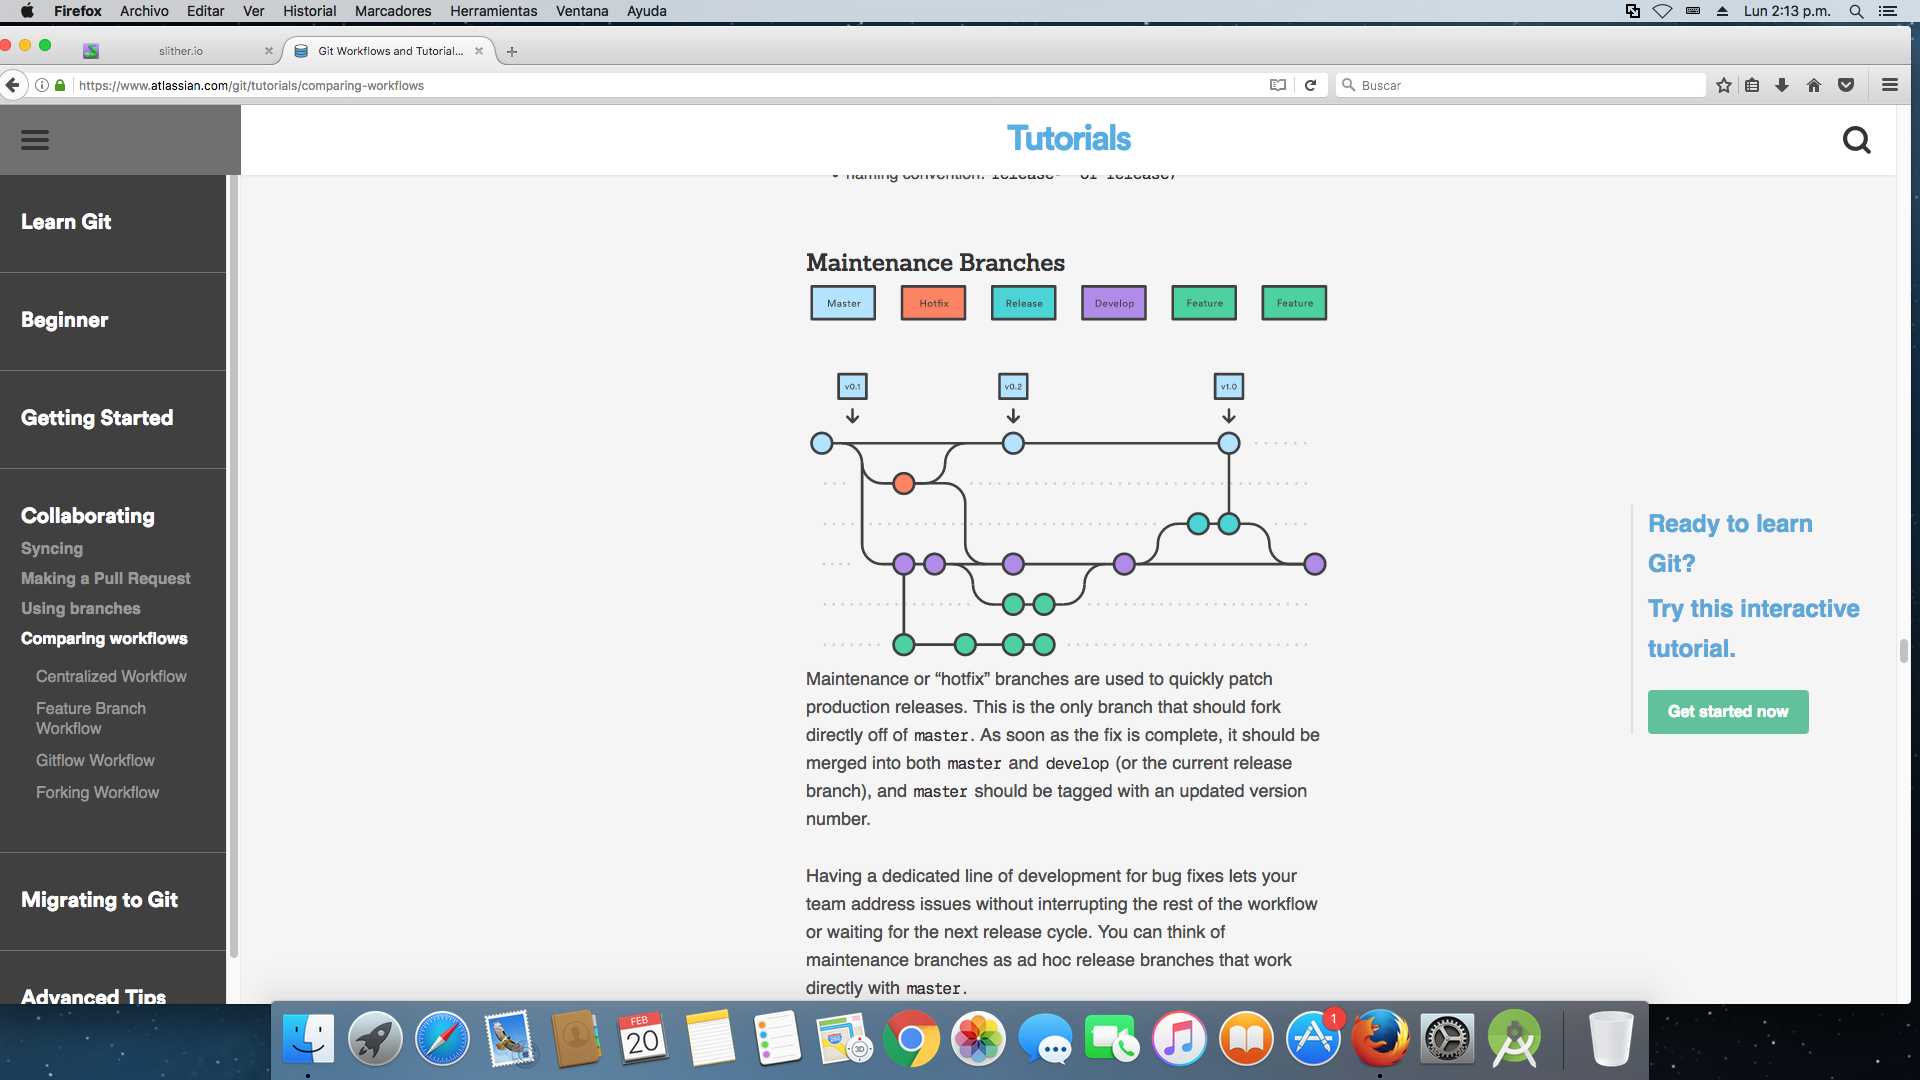 Firefox Archivo Editar Ver Historial Marcadores Herramientas Ventana Ayuda Lun 2:13 p.m.
slither.io
Git Workflows and Tutorial...
https://www.atlassian.com/git/tutorials/comparing-workflows
Buscar
Tutorials
naming convention: release- or release/
Learn Git
Beginner
Getting Started
Collaborating
Syncing
Making a Pull Request
Using branches
Comparing workflows
Centralized Workflow
Feature Branch
Workflow
Gitflow Workflow
Forking Workflow
Migrating to Git
Advanced Tips
Maintenance Branches
Master Hotfix Release Develop Feature Feature
v0.1 v0.2 v1.0
Maintenance or “hotfix” branches are used to quickly patch
production releases. This is the only branch that should fork
directly off of master. As soon as the fix is complete, it should be
merged into both master and develop (or the current release
branch), and master should be tagged with an updated version
number.
Having a dedicated line of development for bug fixes lets your
team address issues without interrupting the rest of the workflow
or waiting for the next release cycle. You can think of
maintenance branches as ad hoc release branches that work
directly with master.
Ready to learn
Git?
Try this interactive
tutorial.
Get started now
FEB
20
3D
1